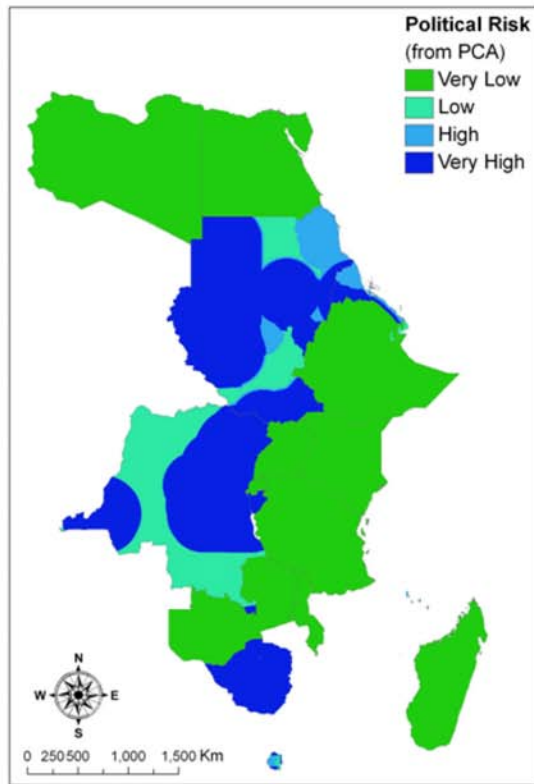 Political Risk
(from PCA)
Very Low
Low
High
Very High
N
W E
S
0 250 500 1,000 1,500 Km